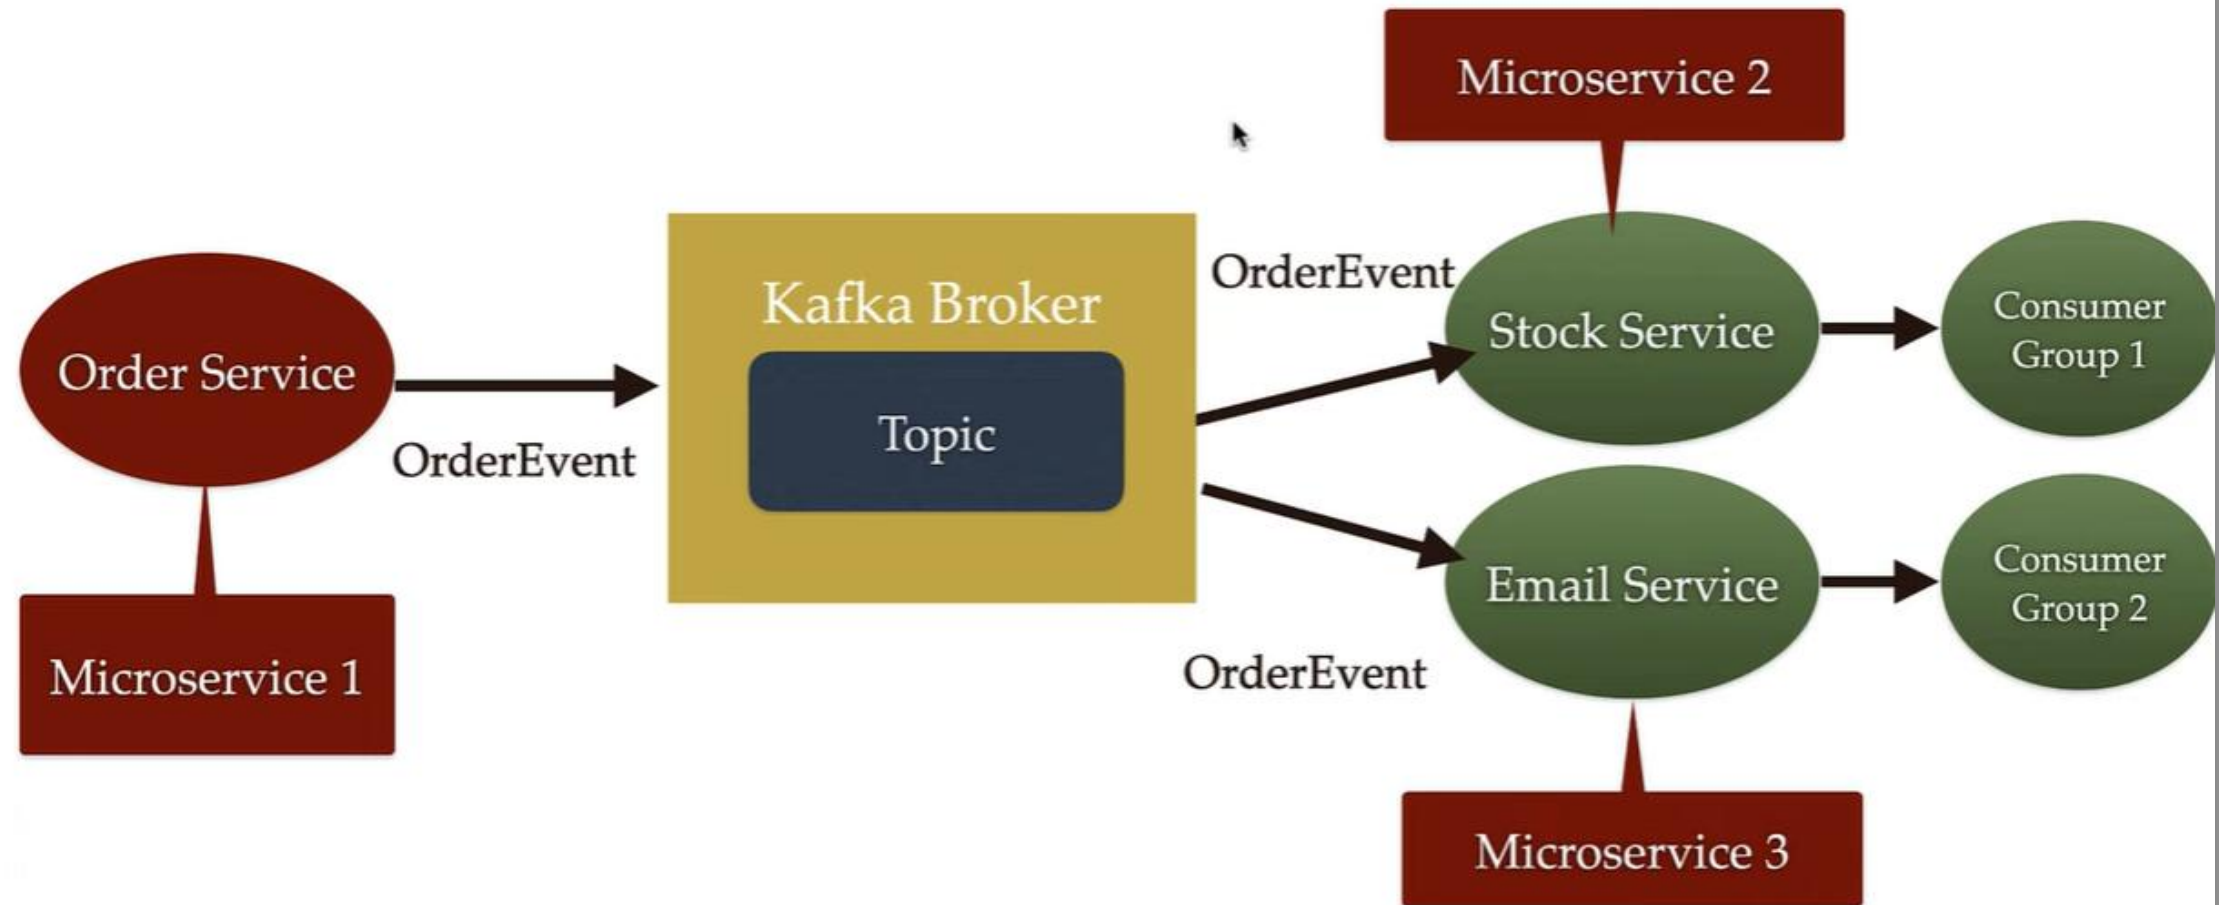 Microservice 2
OrderEvent
Kafka Broker
Stock Service
Consumer
Group 1
Order Service
Topic
OrderEvent
Email Service
Consumer
Group 2
Microservice 1
OrderEvent
Microservice 3